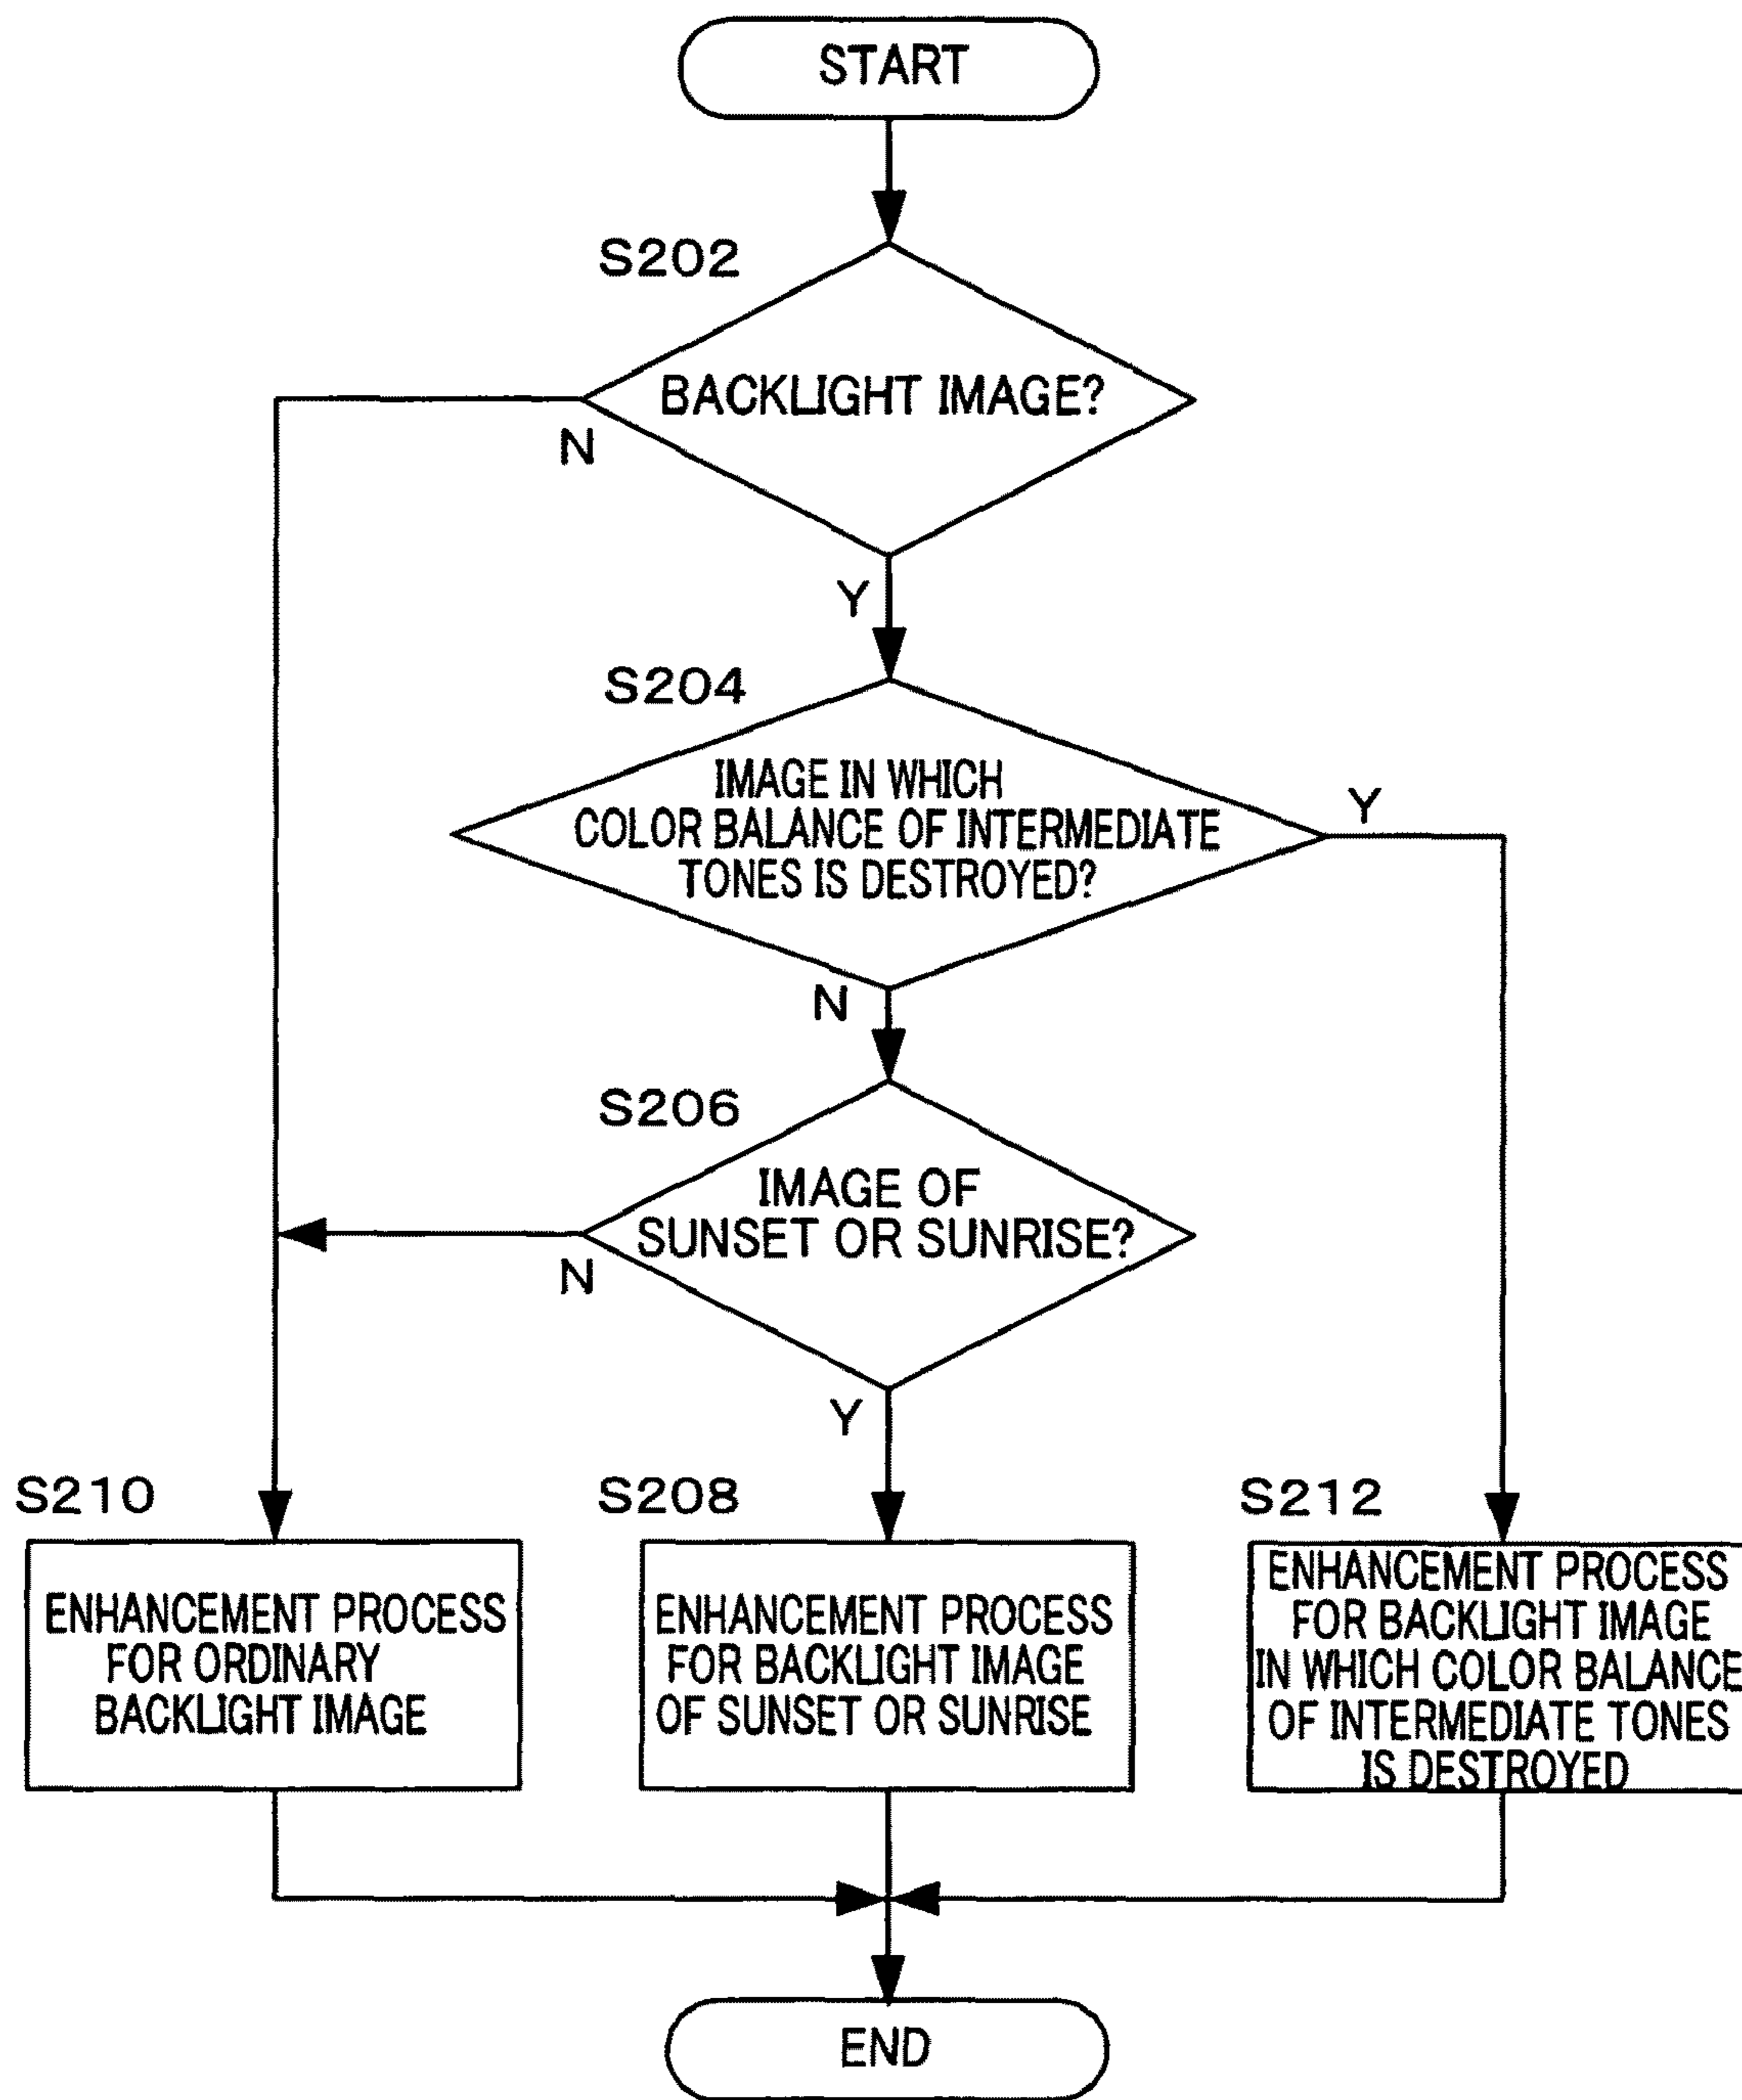 START
S202
BACKLIGHT IMAGE?
N
Y
S204
IMAGE IN WHICH
COLOR BALANCE OF INTERMEDIATE
TONES IS DESTROYED?
Y
N
S206
IMAGE OF
SUNSET OR SUNRISE?
N
Y
S210
ENHANCEMENT PROCESS
FOR ORDINARY
BACKLIGHT IMAGE
S208
ENHANCEMENT PROCESS
FOR BACKLIGHT IMAGE
OF SUNSET OR SUNRISE
S212
ENHANCEMENT PROCESS
FOR BACKLIGHT IMAGE
IN WHICH COLOR BALANCE
OF INTERMEDIATE TONES
IS DESTROYED
END